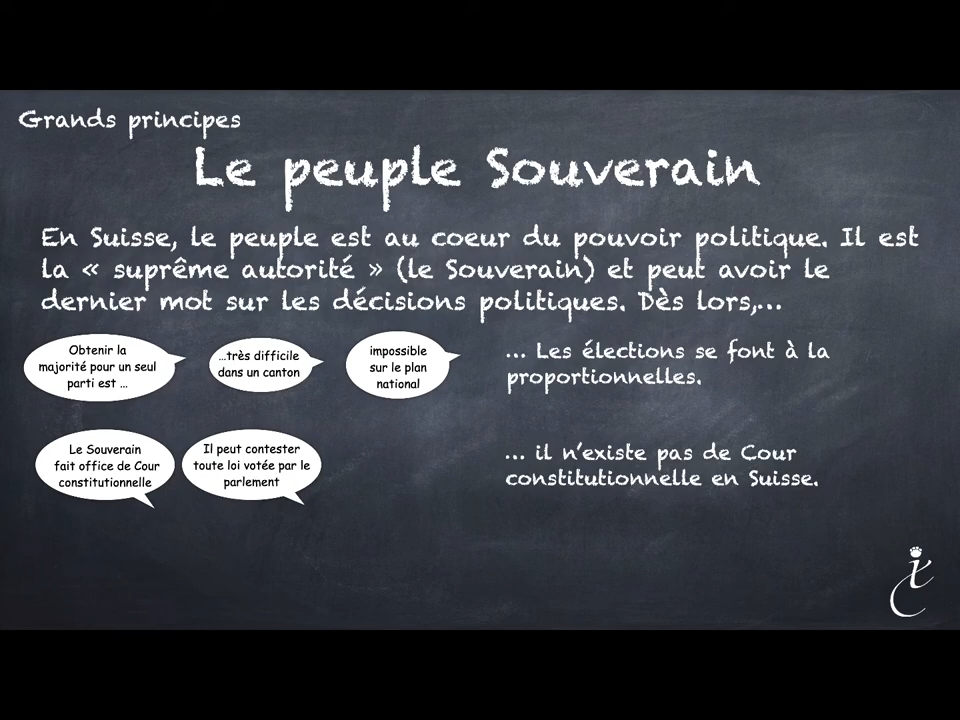 Grands principes
Le peuple Souverain
En Suisse, le peuple est au coeur du pouvoir politique. Il est
la « suprême autorité » (le Souverain) et peut avoir le
dernier mot sur les décisions politiques. Dès lors,...
Obtenir la
majorité pour un seul
parti est ...
...très difficile
dans un canton
impossible
sur le plan
national
... Les élections se font à la
proportionnelles.
Le Souverain
fait office de Cour
constitutionnelle
Il peut contester
toute loi votée par le
parlement
... il n'existe pas de Cour
constitutionnelle en Suisse.